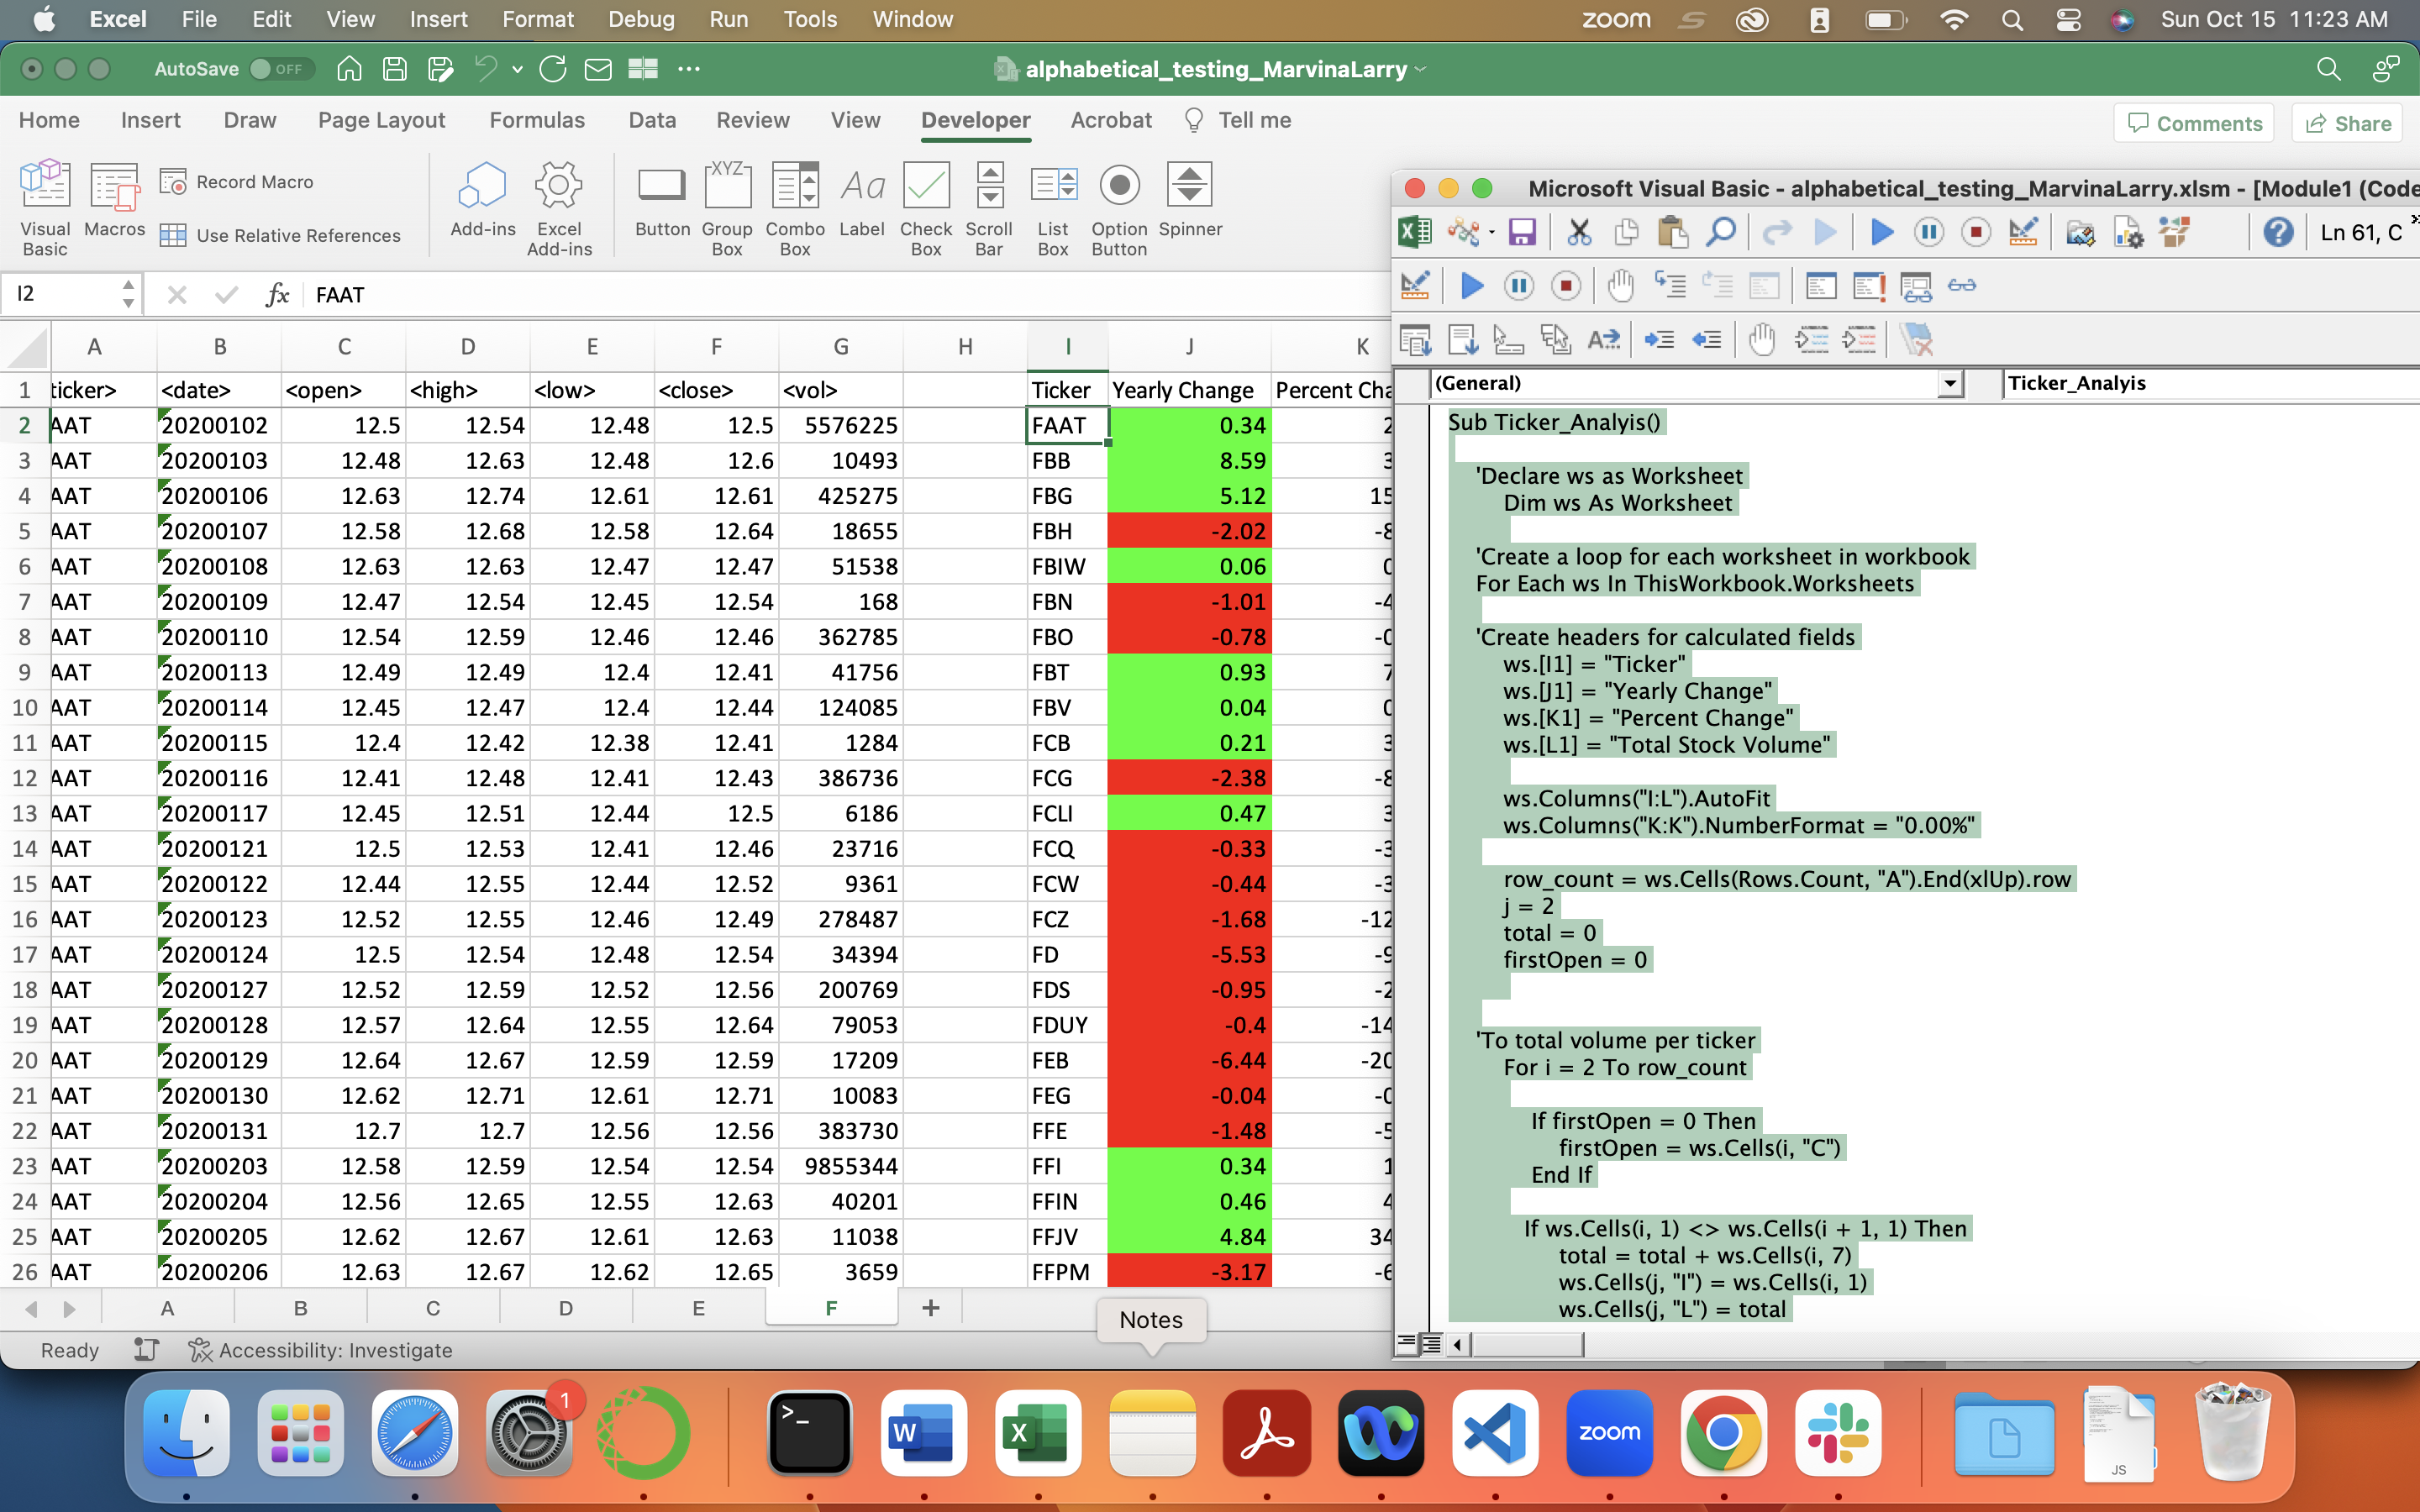 Excel File Edit View Insert Format Debug Run Tools Window zoom Sun Oct 15 11:23 AM
AutoSave OFF alphabetical_testing_MarvinaLarry
Home Insert Draw Page Layout Formulas Data Review View Developer Acrobat Tell me Comments Share
Visual Basic Macros Record Macro Use Relative References Add-ins Excel Add-ins XYZ Button Group Box Combo Box Aa Label Check Box Scroll Bar List Box Option Button Spinner
I2 fx FAAT
A B C D E F G H I J K
1 ticker> <date> <open> <high> <low> <close> <vol> Ticker Yearly Change Percent Cha
2 AAT 20200102 12.5 12.54 12.48 12.5 5576225 FAAT 0.34 2
3 AAT 20200103 12.48 12.63 12.48 12.6 10493 FBB 8.59 3
4 AAT 20200106 12.63 12.74 12.61 12.61 425275 FBG 5.12 15
5 AAT 20200107 12.58 12.68 12.58 12.64 18655 FBH -2.02 -8
6 AAT 20200108 12.63 12.63 12.47 12.47 51538 FBIW 0.06 0
7 AAT 20200109 12.47 12.54 12.45 12.54 168 FBN -1.01 -4
8 AAT 20200110 12.54 12.59 12.46 12.46 362785 FBO -0.78 -0
9 AAT 20200113 12.49 12.49 12.4 12.41 41756 FBT 0.93 7
10 AAT 20200114 12.45 12.47 12.4 12.44 124085 FBV 0.04 0
11 AAT 20200115 12.4 12.42 12.38 12.41 1284 FCB 0.21 3
12 AAT 20200116 12.41 12.48 12.41 12.43 386736 FCG -2.38 -8
13 AAT 20200117 12.45 12.51 12.44 12.5 6186 FCLI 0.47 3
14 AAT 20200121 12.5 12.53 12.41 12.46 23716 FCQ -0.33 -3
15 AAT 20200122 12.44 12.55 12.44 12.52 9361 FCW -0.44 -3
16 AAT 20200123 12.52 12.55 12.46 12.49 278487 FCZ -1.68 -12
17 AAT 20200124 12.5 12.54 12.48 12.54 34394 FD -5.53 -9
18 AAT 20200127 12.52 12.59 12.52 12.56 200769 FDS -0.95 -2
19 AAT 20200128 12.57 12.64 12.55 12.64 79053 FDUY -0.4 -14
20 AAT 20200129 12.64 12.67 12.59 12.59 17209 FEB -6.44 -20
21 AAT 20200130 12.62 12.71 12.61 12.71 10083 FEG -0.04 -0
22 AAT 20200131 12.7 12.7 12.56 12.56 383730 FFE -1.48 -5
23 AAT 20200203 12.58 12.59 12.54 12.54 9855344 FFI 0.34 1
24 AAT 20200204 12.56 12.65 12.55 12.63 40201 FFIN 0.46 4
25 AAT 20200205 12.62 12.67 12.61 12.63 11038 FFJV 4.84 34
26 AAT 20200206 12.63 12.67 12.62 12.65 3659 FFPM -3.17 -6
A B C D E F +
Ready Accessibility: Investigate
Notes
Microsoft Visual Basic - alphabetical_testing_MarvinaLarry.xlsm - [Module1 (Code
Ln 61, C
(General) Ticker_Analyis
Sub Ticker_Analyis()
'Declare ws as Worksheet
Dim ws As Worksheet
'Create a loop for each worksheet in workbook
For Each ws In ThisWorkbook.Worksheets
'Create headers for calculated fields
ws.[I1] = "Ticker"
ws.[J1] = "Yearly Change"
ws.[K1] = "Percent Change"
ws.[L1] = "Total Stock Volume"
ws.Columns("I:L").AutoFit
ws.Columns("K:K").NumberFormat = "0.00%"
row_count = ws.Cells(Rows.Count, "A").End(xlUp).row
j = 2
total = 0
firstOpen = 0
'To total volume per ticker
For i = 2 To row_count
If firstOpen = 0 Then
firstOpen = ws.Cells(i, "C")
End If
If ws.Cells(i, 1) <> ws.Cells(i + 1, 1) Then
total = total + ws.Cells(i, 7)
ws.Cells(j, "I") = ws.Cells(i, 1)
ws.Cells(j, "L") = total
1 >_ W X zoom JS